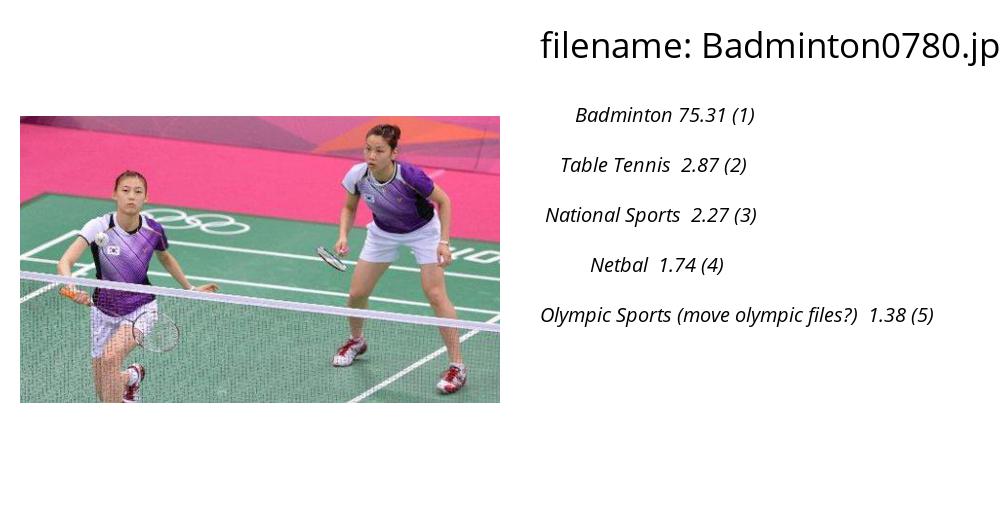 filename: Badminton0780.jp
Badminton 75.31 (1)
Table Tennis 2.87 (2)
National Sports 2.27 (3)
Netbal 1.74 (4)
Olympic Sports (move olympic files?) 1.38 (5)